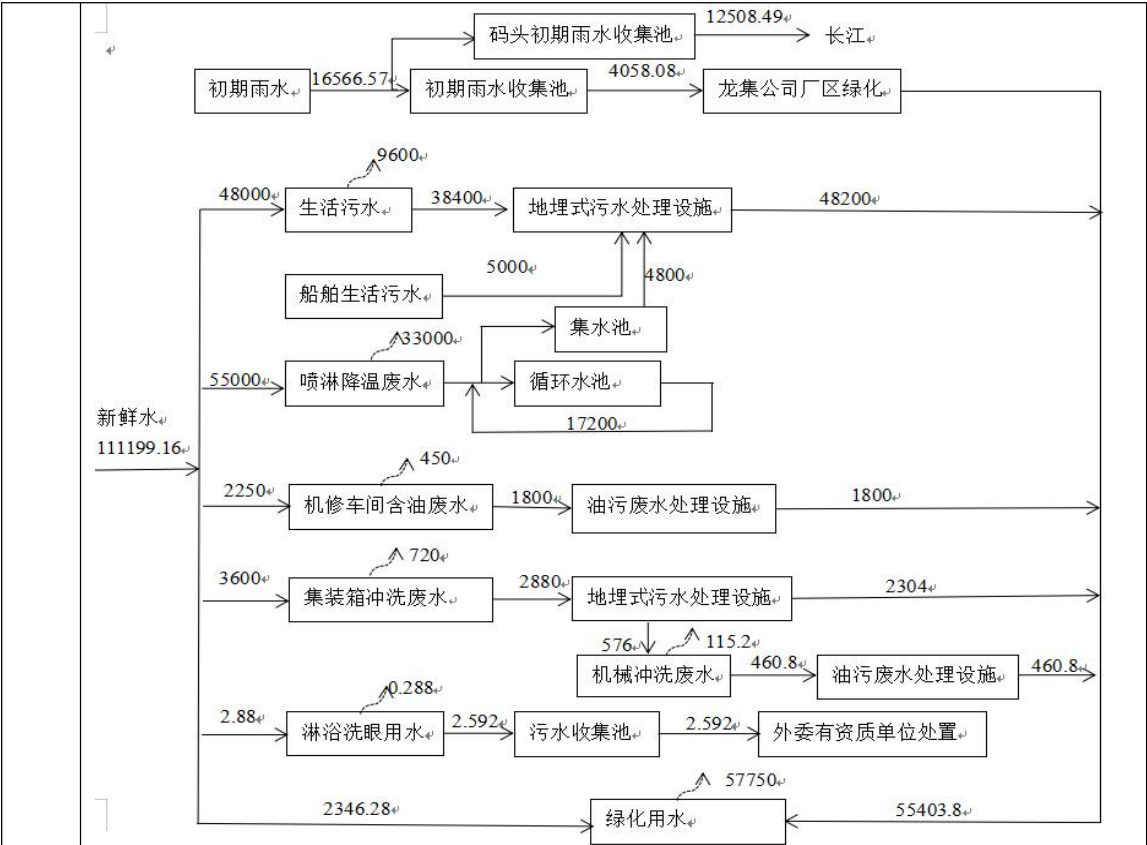 12508.49
码头初期雨水收集池
长江
初期雨水
16566.57
初期雨水收集池
4058.08
龙集公司厂区绿化
9600
48000
生活污水
38400
地埋式污水处理设施
48200
5000
4800
船舶生活污水
集水池
33000
55000
喷淋降温废水
循环水池
17200
新鲜水
111199.16
450
2250
机修车间含油废水
1800
油污废水处理设施
1800
720
3600
集装箱冲洗废水
2880
地埋式污水处理设施
2304
576
115.2
机械冲洗废水
460.8
油污废水处理设施
460.8
0.288
2.88
淋浴洗眼用水
2.592
污水收集池
2.592
外委有资质单位处置
57750
2346.28
绿化用水
55403.8